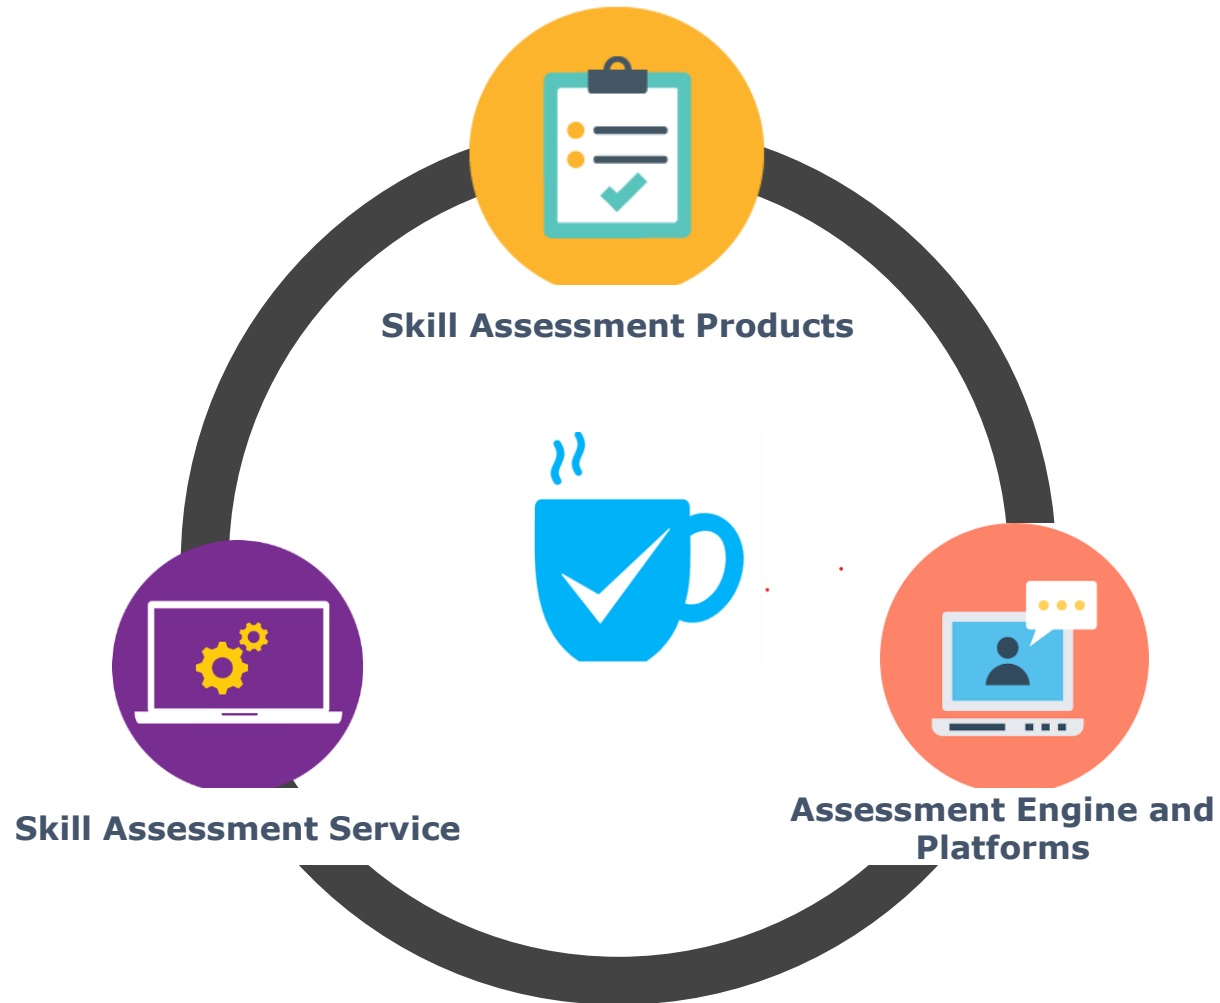 Skill Assessment Products
Skill Assessment Service
Assessment Engine and
Platforms